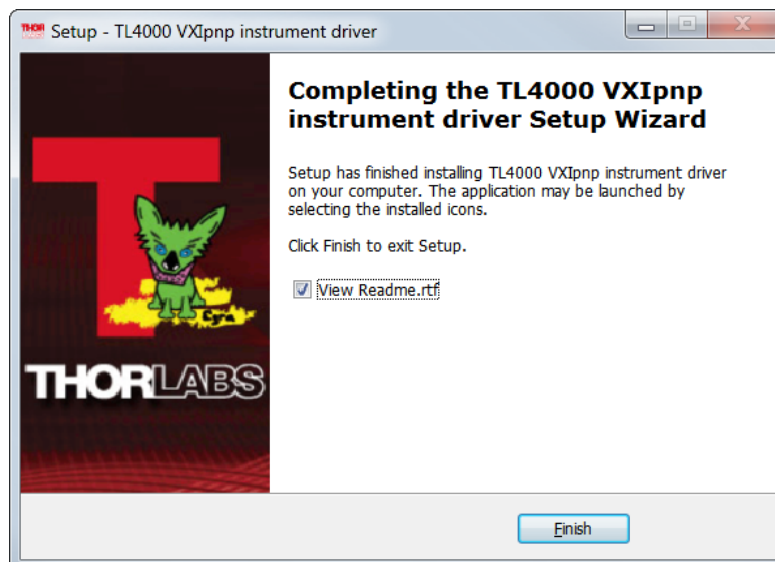 Setup - TL4000 VXIpnp instrument driver
Completing the TL4000 VXIpnp
instrument driver Setup Wizard
Setup has finished installing TL4000 VXIpnp instrument driver
on your computer. The application may be launched by
selecting the installed icons.
Click Finish to exit Setup.
View Readme.rtf
THORLABS
Finish